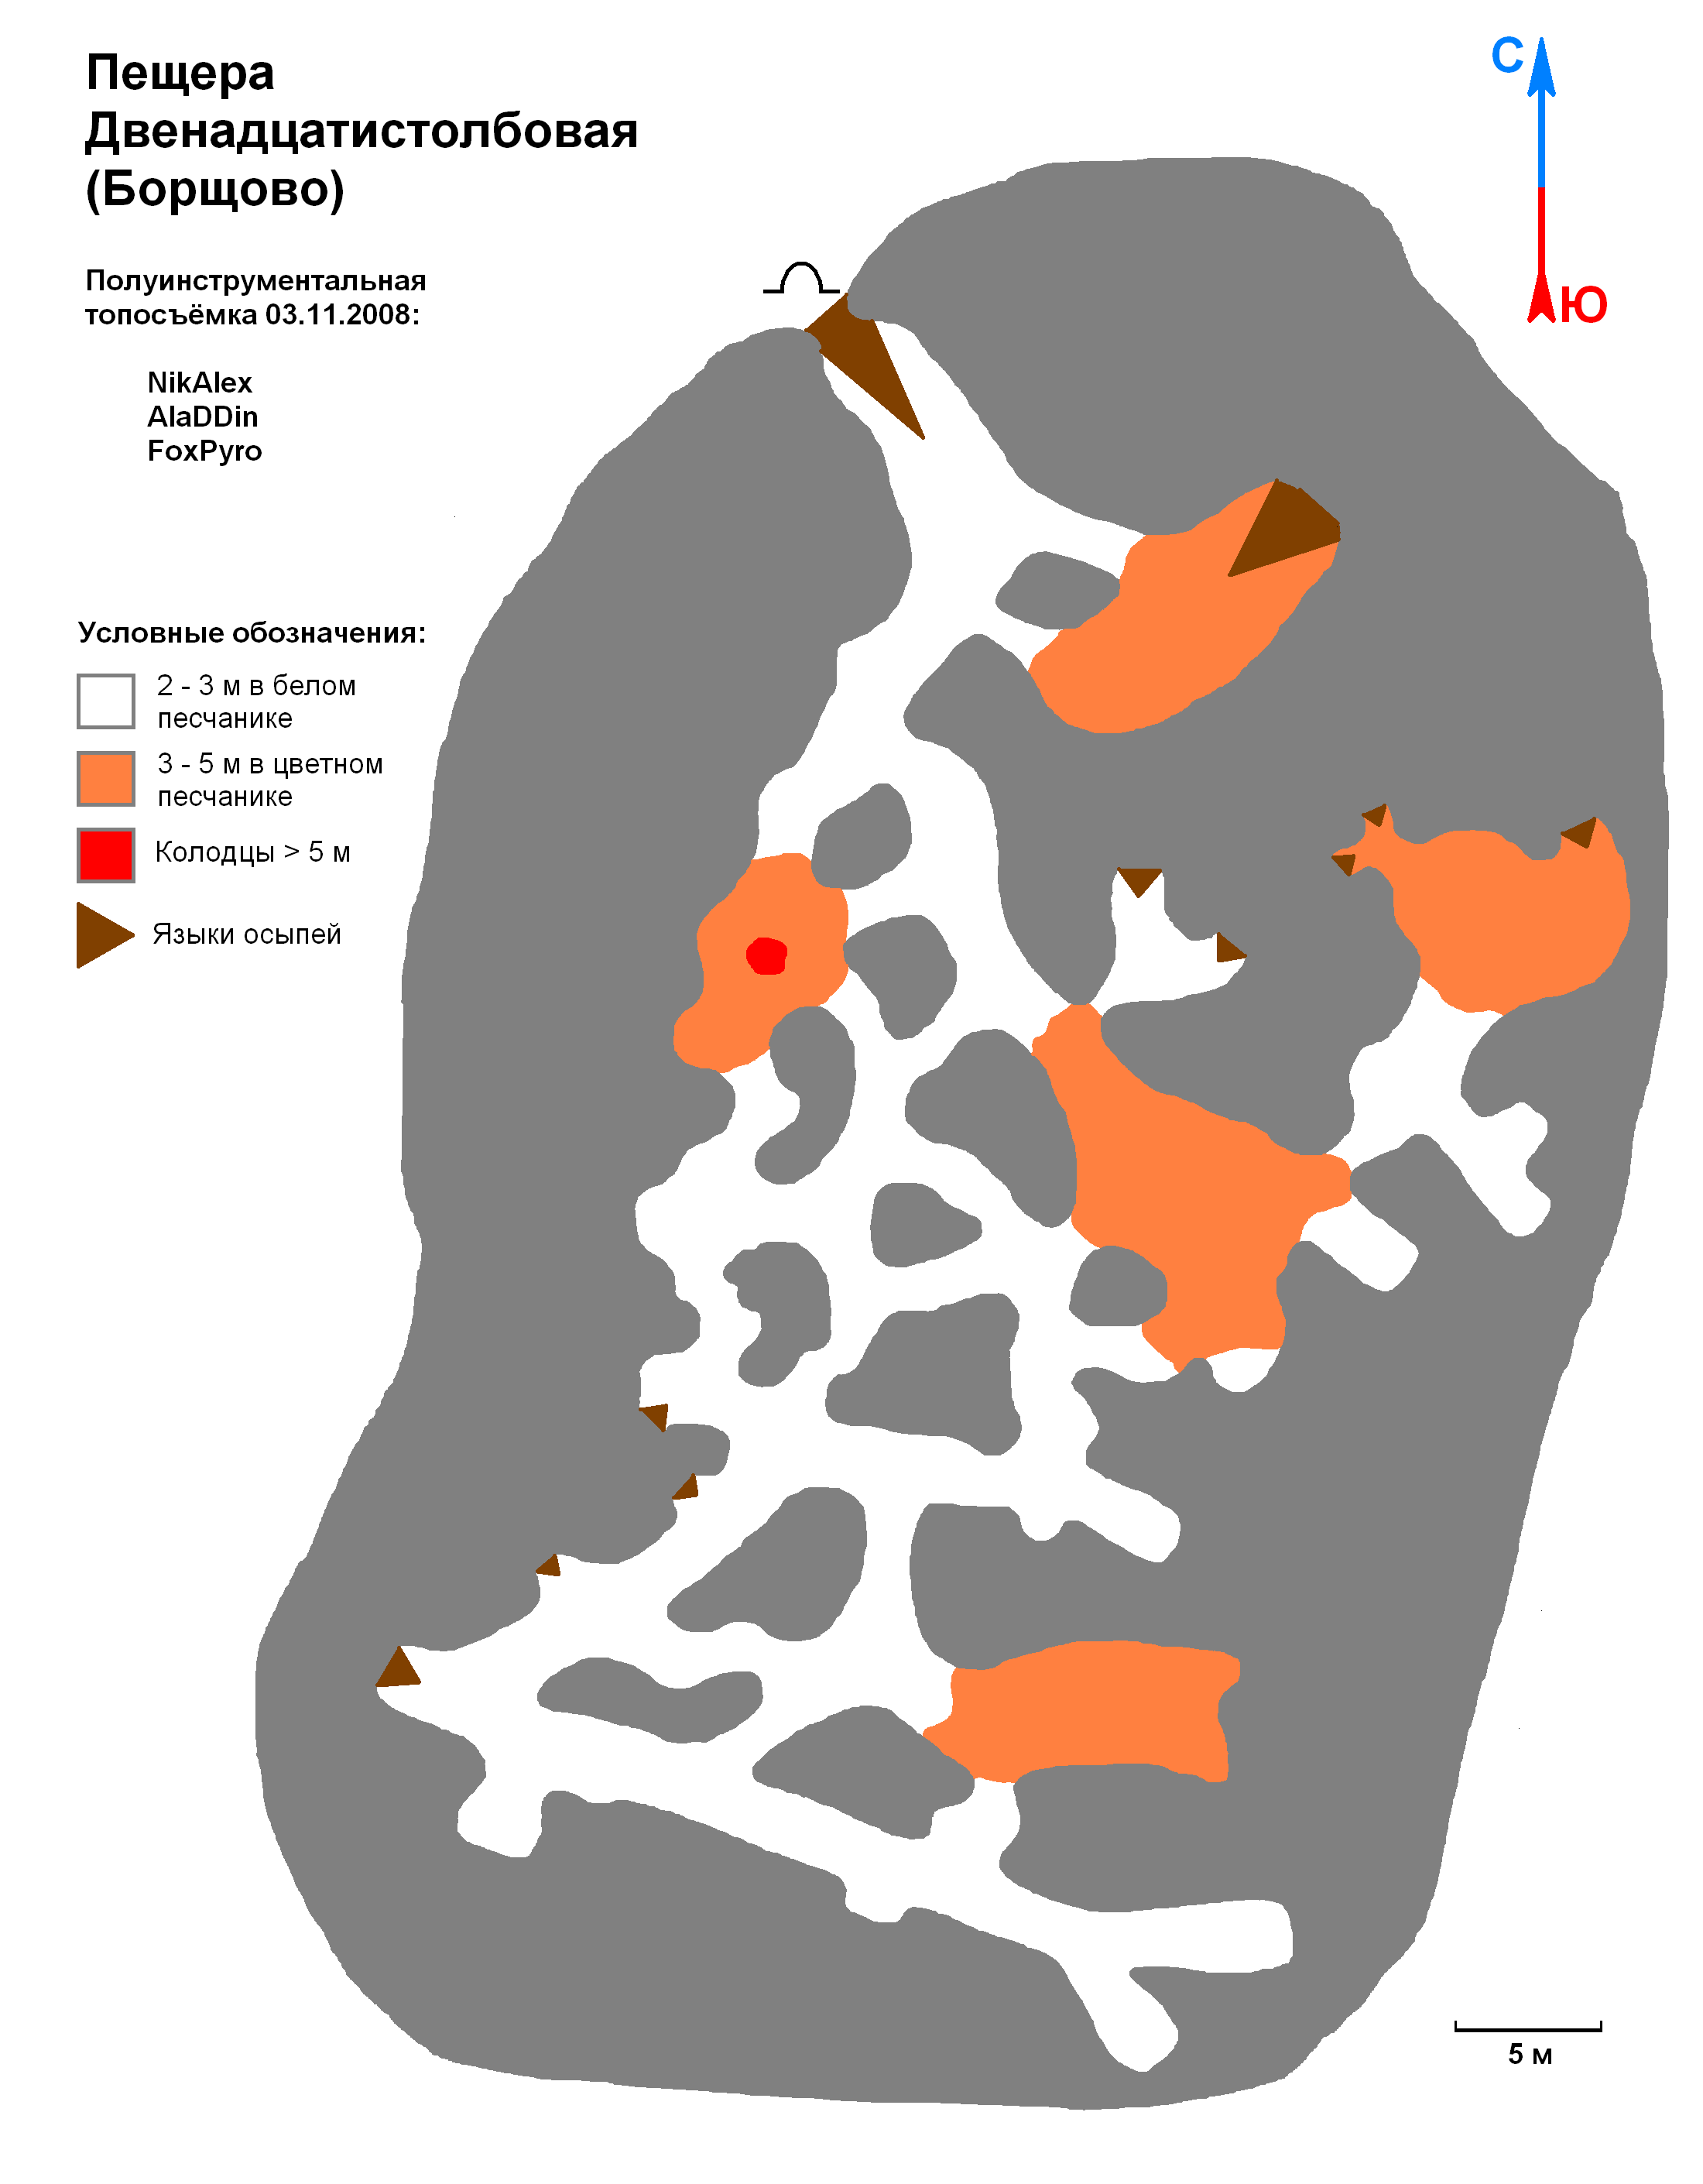 Пещера
Двенадцатистолбовая
(Борщово)
С
Ю
Полуинструментальная
топосъёмка 03.11.2008:
NikAlex
AlaDDin
FoxPyro
Условные обозначения:
2 - 3 м в белом
песчанике
3 - 5 м в цветном
песчанике
Колодцы > 5 м
Языки осыпей
5 м